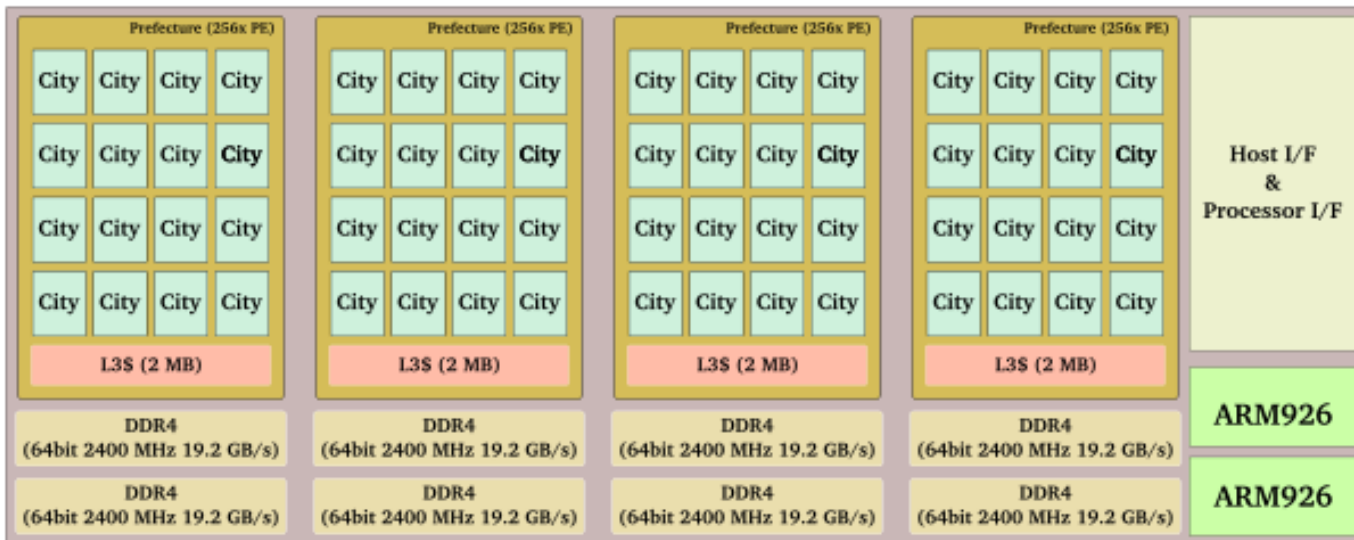 Prefecture (256x PE)
City City City City
City City City City
City City City City
City City City City
L3$ (2 MB)
DDR4
(64bit 2400 MHz 19.2 GB/s)
DDR4
(64bit 2400 MHz 19.2 GB/s)
Prefecture (256x PE)
City City City City
City City City City
City City City City
City City City City
L3$ (2 MB)
DDR4
(64bit 2400 MHz 19.2 GB/s)
DDR4
(64bit 2400 MHz 19.2 GB/s)
Prefecture (256x PE)
City City City City
City City City City
City City City City
City City City City
L3$ (2 MB)
DDR4
(64bit 2400 MHz 19.2 GB/s)
DDR4
(64bit 2400 MHz 19.2 GB/s)
Prefecture (256x PE)
City City City City
City City City City
City City City City
City City City City
L3$ (2 MB)
DDR4
(64bit 2400 MHz 19.2 GB/s)
DDR4
(64bit 2400 MHz 19.2 GB/s)
Host I/F
&
Processor I/F
ARM926
ARM926